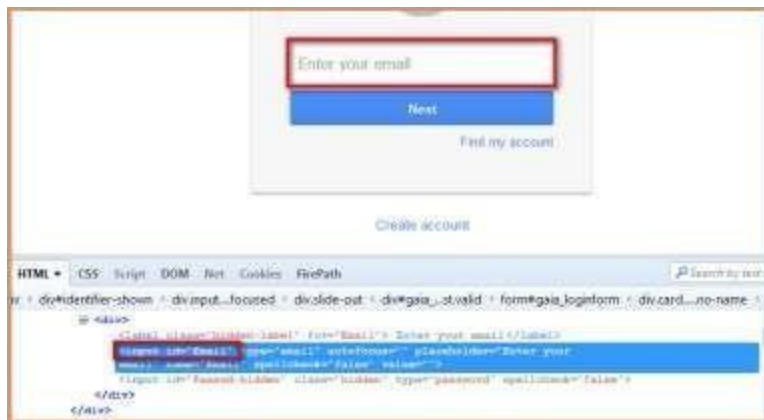 Enter your email
Next
Find my account
Create account
HTML CSS Script DOM Net Cookies FirePath
Search by text
div#identifier-shown div.input...focused div.slide-out div#gaia_...st.valid form#gaia_loginform div.card....no-name
<div>
<label class="hidden-label" for="Email"> Enter your email</label>
<input id="Email" type="email" autofocus="" placeholder="Enter your
email" name="Email" spellcheck="false" value="">
<input id="Passwd-hidden" class="hidden" type="password" spellcheck="false">
</div>
</div>